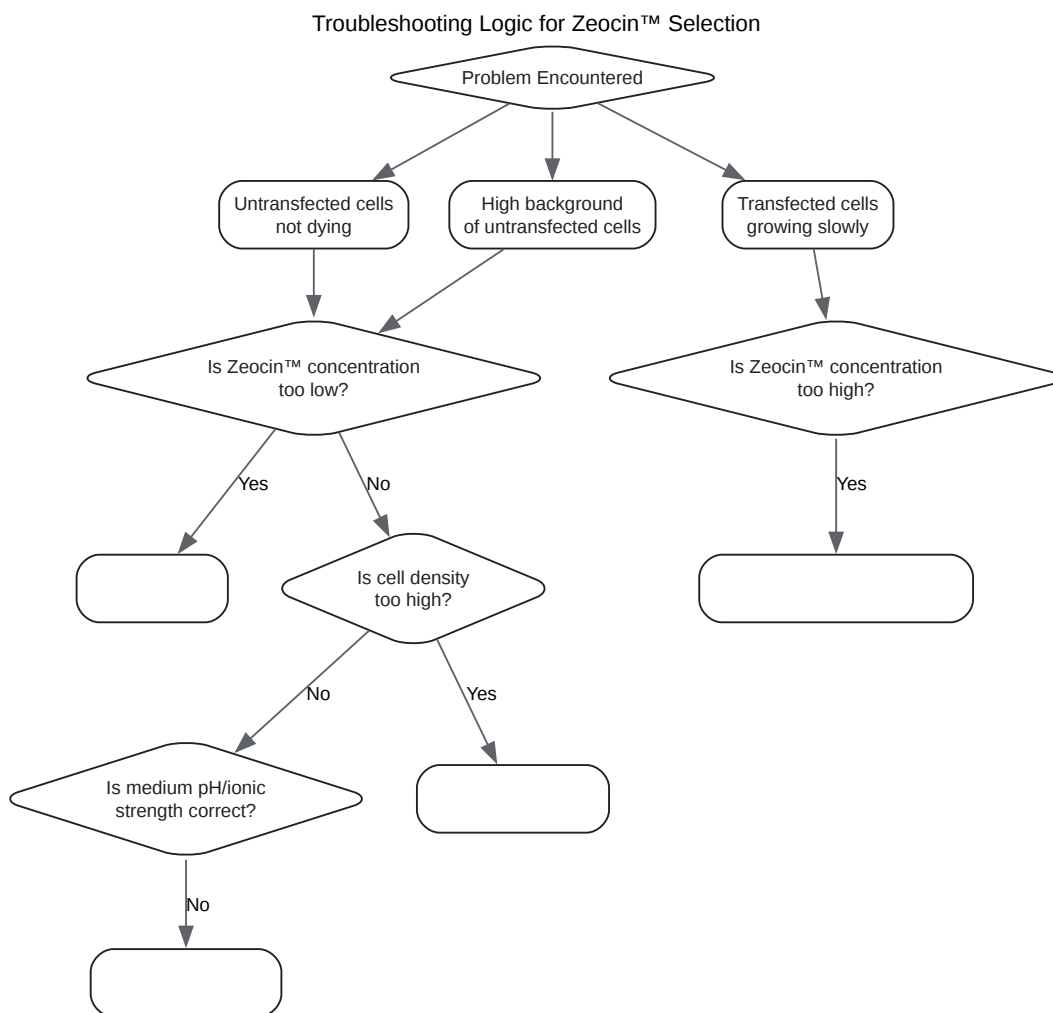 Troubleshooting Logic for Zeocin™ Selection
Problem Encountered
Untransfected cells
not dying
High background
of untransfected cells
Transfected cells
growing slowly
Is Zeocin™ concentration
too low?
Is Zeocin™ concentration
too high?
Yes
No
Yes
Is cell density
too high?
No
Yes
Is medium pH/ionic
strength correct?
No